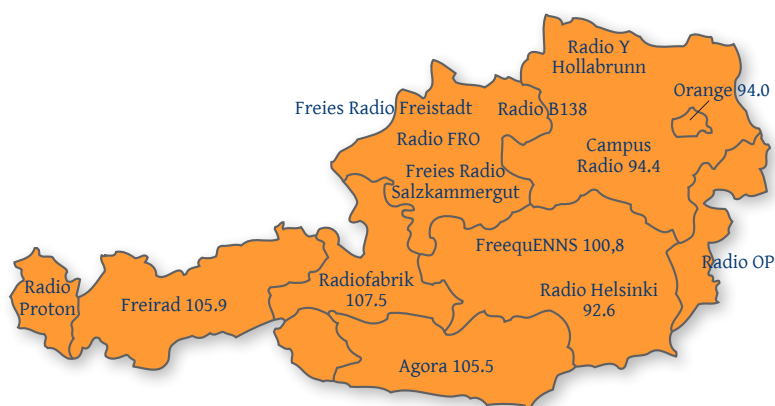 Radio Y
Hollabrunn
Orange 94.0
Freies Radio Freistadt
Radio B138
Radio FRO
Campus
Radio 94.4
Freies Radio
Salzkammergut
FreequENNS 100,8
Radio OP
Radiofabrik
107.5
Radio Helsinki
92.6
Radio
Proton
Freirad 105.9
Agora 105.5